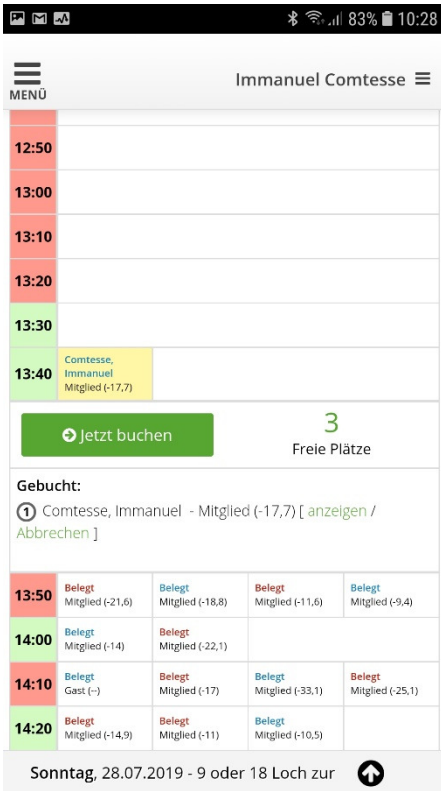 83% 10:28
MENÜ
Immanuel Comtesse
12:50
13:00
13:10
13:20
13:30
13:40
Comtesse,
Immanuel
Mitglied (-17,7)
Jetzt buchen
3
Freie Plätze
Gebucht:
1 Comtesse, Immanuel - Mitglied (-17,7) [ anzeigen /
Abbrechen ]
13:50 Belegt Belegt Belegt Belegt
Mitglied (-21,6) Mitglied (-18,8) Mitglied (-11,6) Mitglied (-9,4)
14:00 Belegt Belegt
Mitglied (-14) Mitglied (-22,1)
14:10 Belegt Belegt Belegt Belegt
Gast (--) Mitglied (-17) Mitglied (-33,1) Mitglied (-25,1)
14:20 Belegt Belegt Belegt
Mitglied (-14,9) Mitglied (-11) Mitglied (-10,5)
Sonntag, 28.07.2019 - 9 oder 18 Loch zur